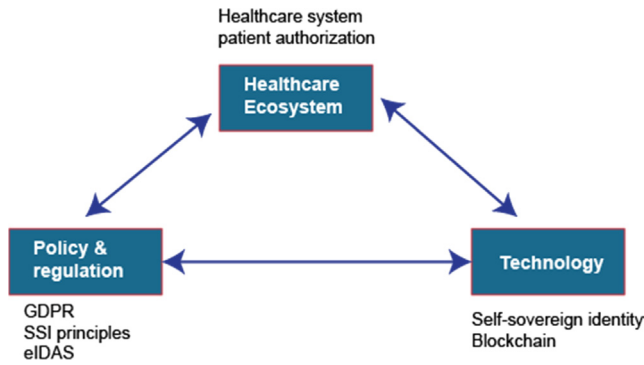 Healthcare system
patient authorization
Healthcare
Ecosystem
Policy &
regulation
Technology
GDPR
SSI principles
eIDAS
Self-sovereign identity
Blockchain